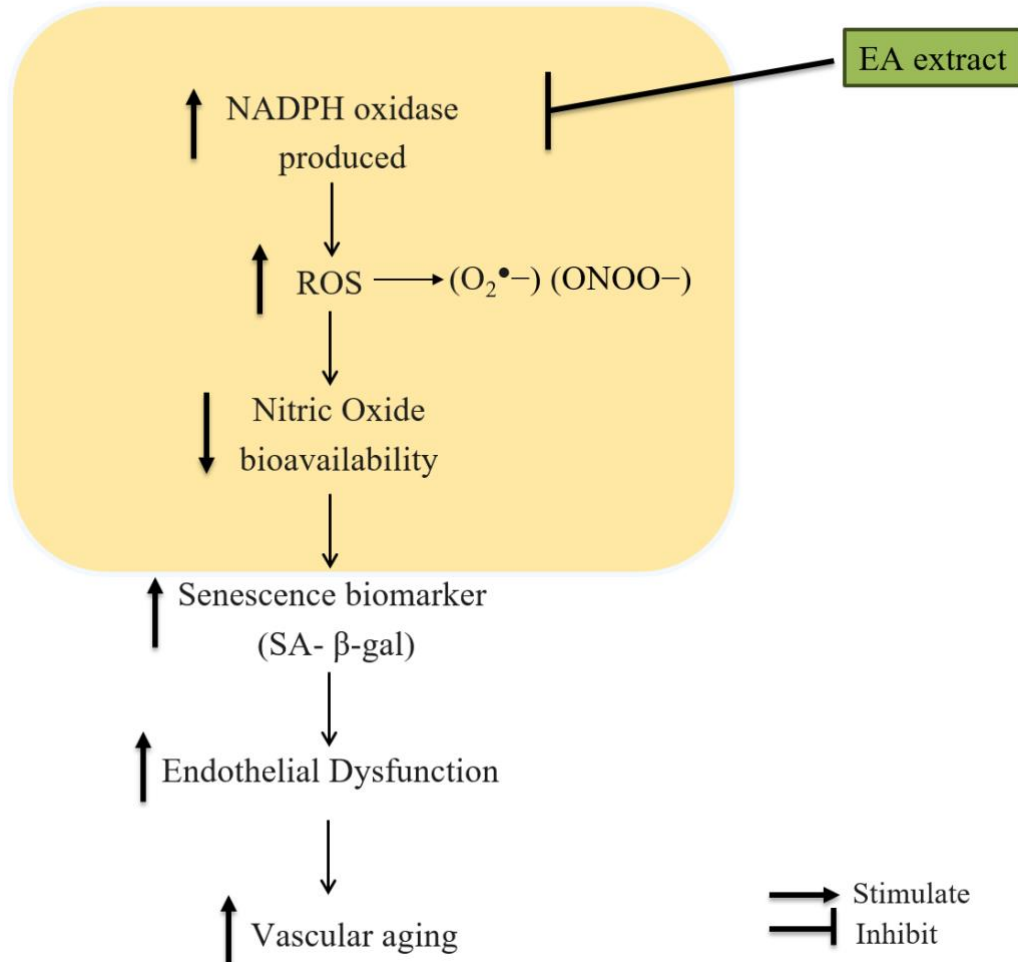 EA extract
NADPH oxidase
produced
ROS
(O₂•−) (ONOO−)
Nitric Oxide
bioavailability
Senescence biomarker
(SA- β-gal)
Endothelial Dysfunction
Vascular aging
Stimulate
Inhibit